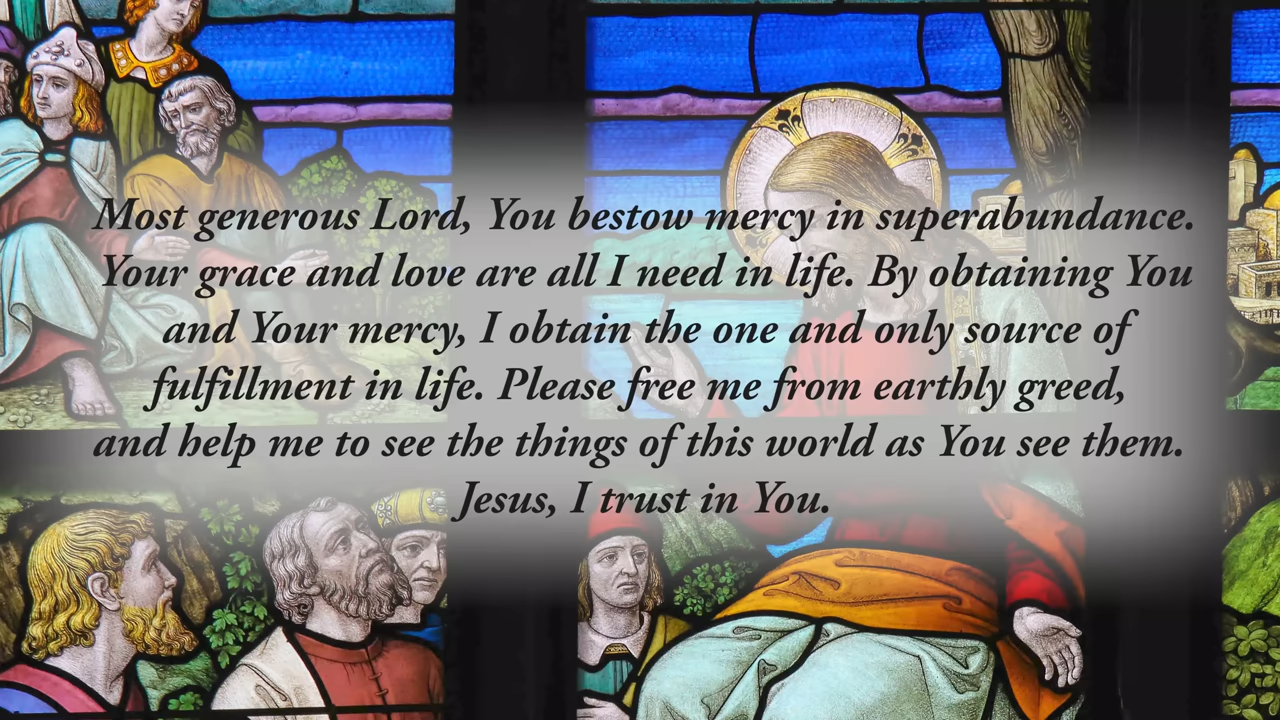 Most generous Lord, You bestow mercy in superabundance.
Your grace and love are all I need in life. By obtaining You
and Your mercy, I obtain the one and only source of
fulfillment in life. Please free me from earthly greed,
and help me to see the things of this world as You see them.
Jesus, I trust in You.